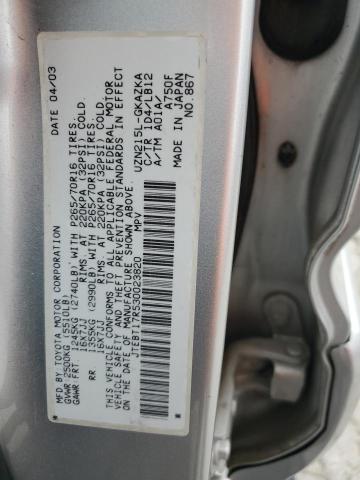 MFD BY TOYOTA MOTOR CORPORATION DATE 04/03
GVWR 2500KG (5510LB)
GAWR FRT 1245KG (2740LB) WITH P265/70R16 TIRES,
16X7JJ RIMS AT 220KPA (32PSI) COLD.
RR 1355KG (2990LB) WITH P265/70R16 TIRES,
16X7JJ RIMS AT 220KPA (32PSI) COLD.
THIS VEHICLE CONFORMS TO ALL APPLICABLE FEDERAL MOTOR
VEHICLE SAFETY AND THEFT PREVENTION STANDARDS IN EFFECT
ON THE DATE OF MANUFACTURE SHOWN ABOVE.
JTEBT17R530023820 MPV
UZN215L-GKAZKA
C/TR 1D4/LB12
A/TM A01A/ A750F
MADE IN JAPAN
NO.867